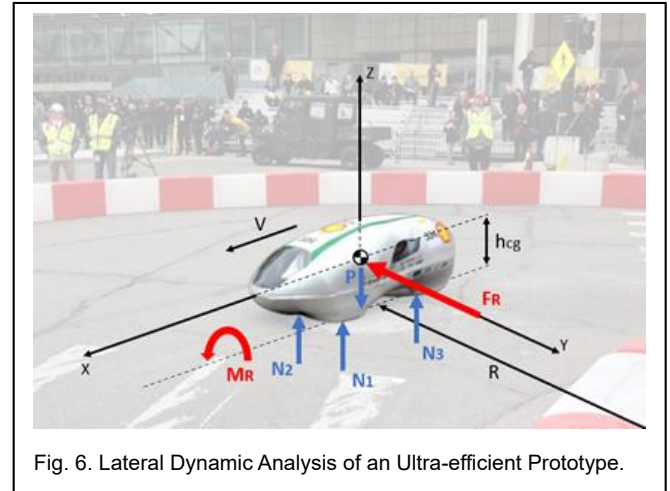 Z
V
hcg
P
FR
X
Y
MR
N2
N1
N3
R
Fig. 6. Lateral Dynamic Analysis of an Ultra-efficient Prototype.